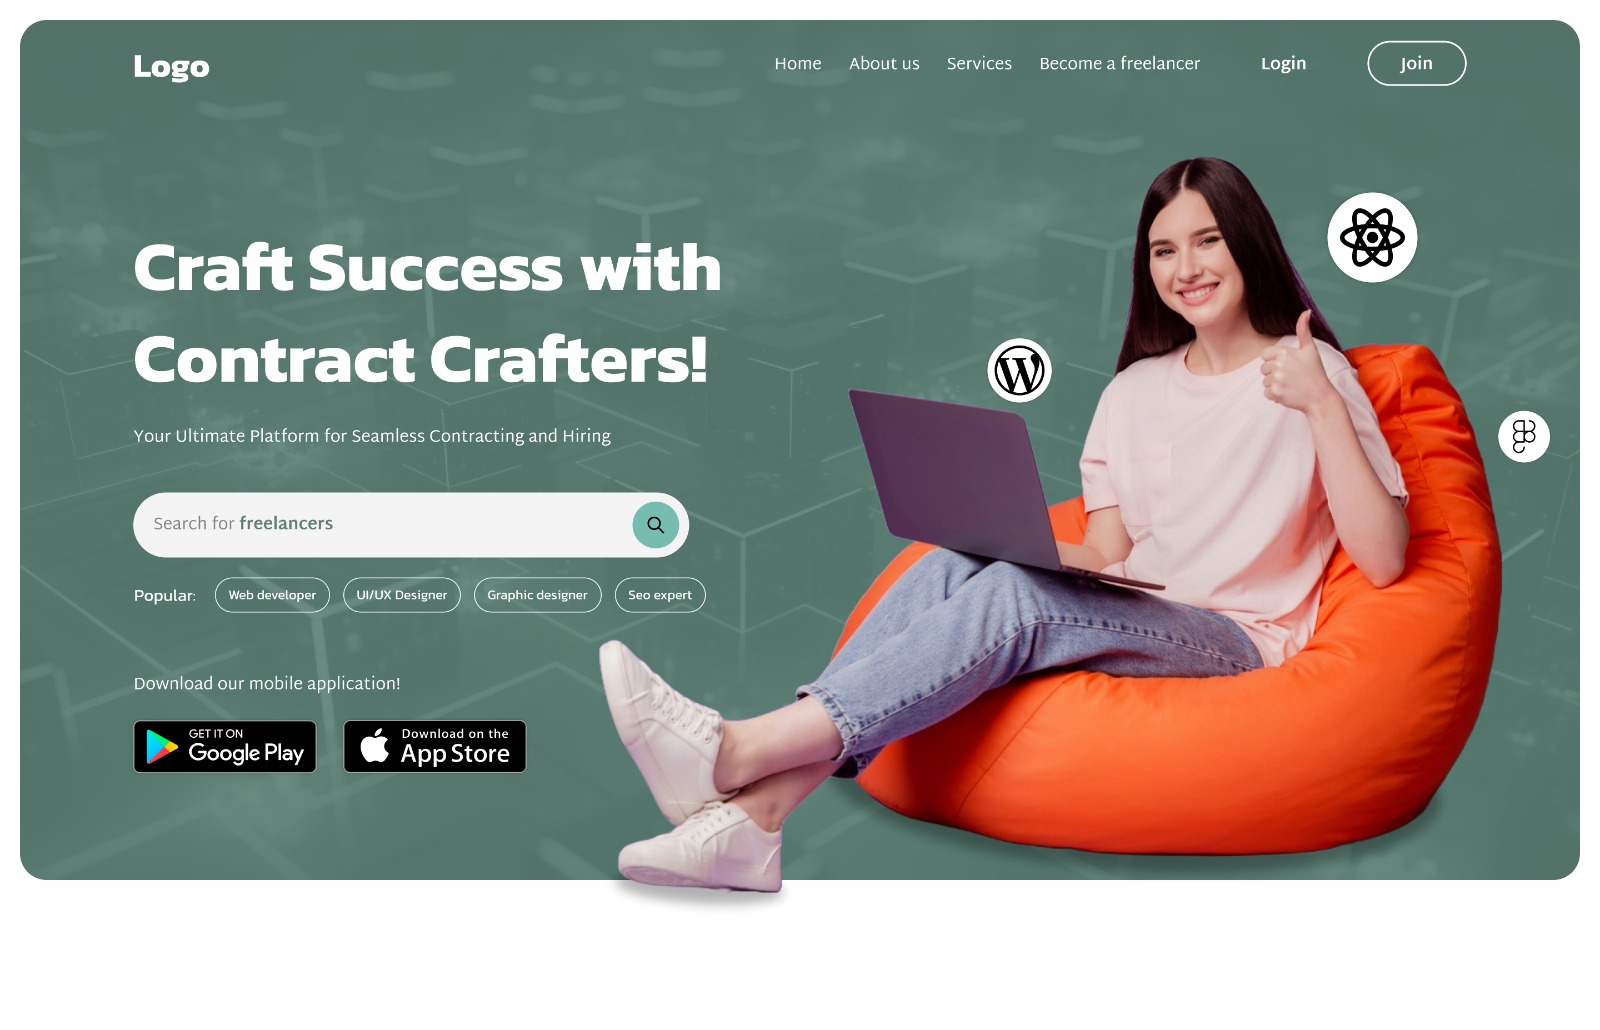 Logo
Home About us Services Become a freelancer Login Join
Craft Success with
Contract Crafters!
Your Ultimate Platform for Seamless Contracting and Hiring
Search for freelancers
Popular: Web developer UI/UX Designer Graphic designer Seo expert
Download our mobile application!
GET IT ON
Google Play
Download on the
App Store